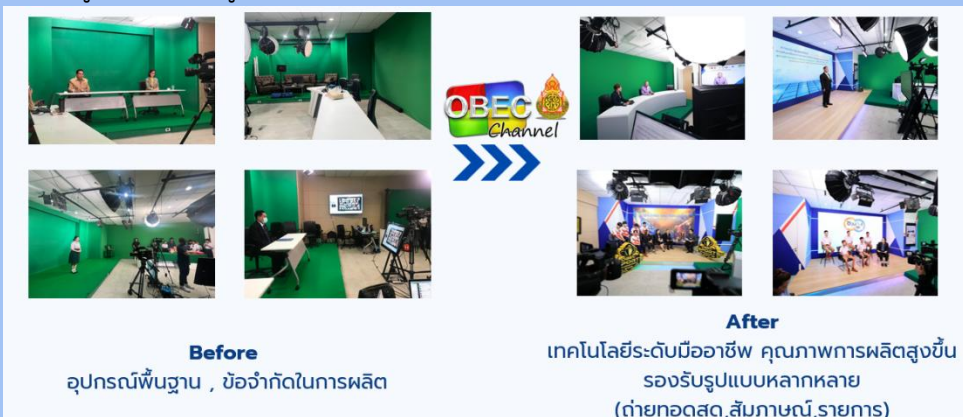 OBEC
Channel
Before
อุปกรณ์พื้นฐาน , ข้อจำกัดในการผลิต
After
เทคโนโลยีระดับมืออาชีพ คุณภาพการผลิตสูงขึ้น
รองรับรูปแบบหลากหลาย
(ถ่ายทอดสด,สัมภาษณ์,รายการ)